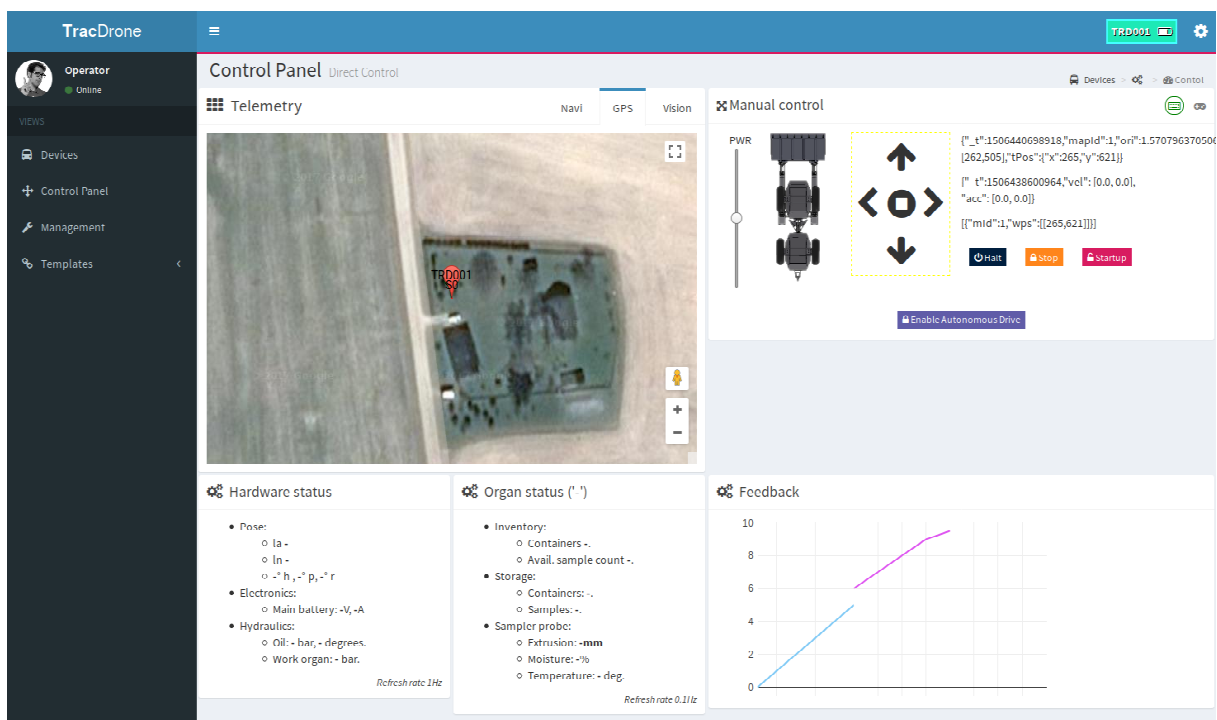 TracDrone
TRD001
Operator
Online
VIEWS
Devices
Control Panel
Management
Templates
Control Panel Direct Control
Devices > > Contol
Telemetry
Navi GPS Vision
TRD001
S0
Manual control
PWR
{"_t":1506440698918,"mapId":1,"ori":1.570796370506
[262,505],"tPos":{"x":265,"y":621}}
{"_t":1506438600964,"vel": [0.0, 0.0],
"acc": [0.0, 0.0]}
[{"mId":1,"wps":[[265,621]]}]
Halt Stop Startup
Enable Autonomous Drive
Hardware status
Pose:
la -
ln -
-° h , -° p, -° r
Electronics:
Main battery: -V, -A
Hydraulics:
Oil: - bar, - degrees.
Work organ: - bar.
Refresh rate 1Hz
Organ status ('-')
Inventory:
Containers -.
Avail. sample count -.
Storage:
Containers: -.
Samples: -.
Sampler probe:
Extrusion: -mm
Moisture: -%
Temperature: - deg.
Refresh rate 0.1Hz
Feedback
10
8
6
4
2
0